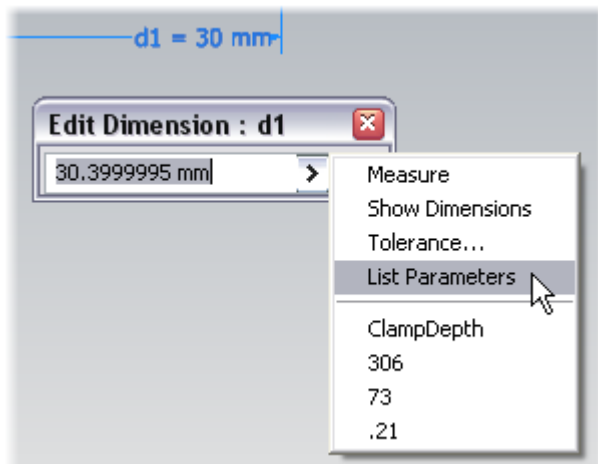 d1 = 30 mm
Edit Dimension : d1
30.3999995 mm
Measure
Show Dimensions
Tolerance...
List Parameters
ClampDepth
306
73
.21